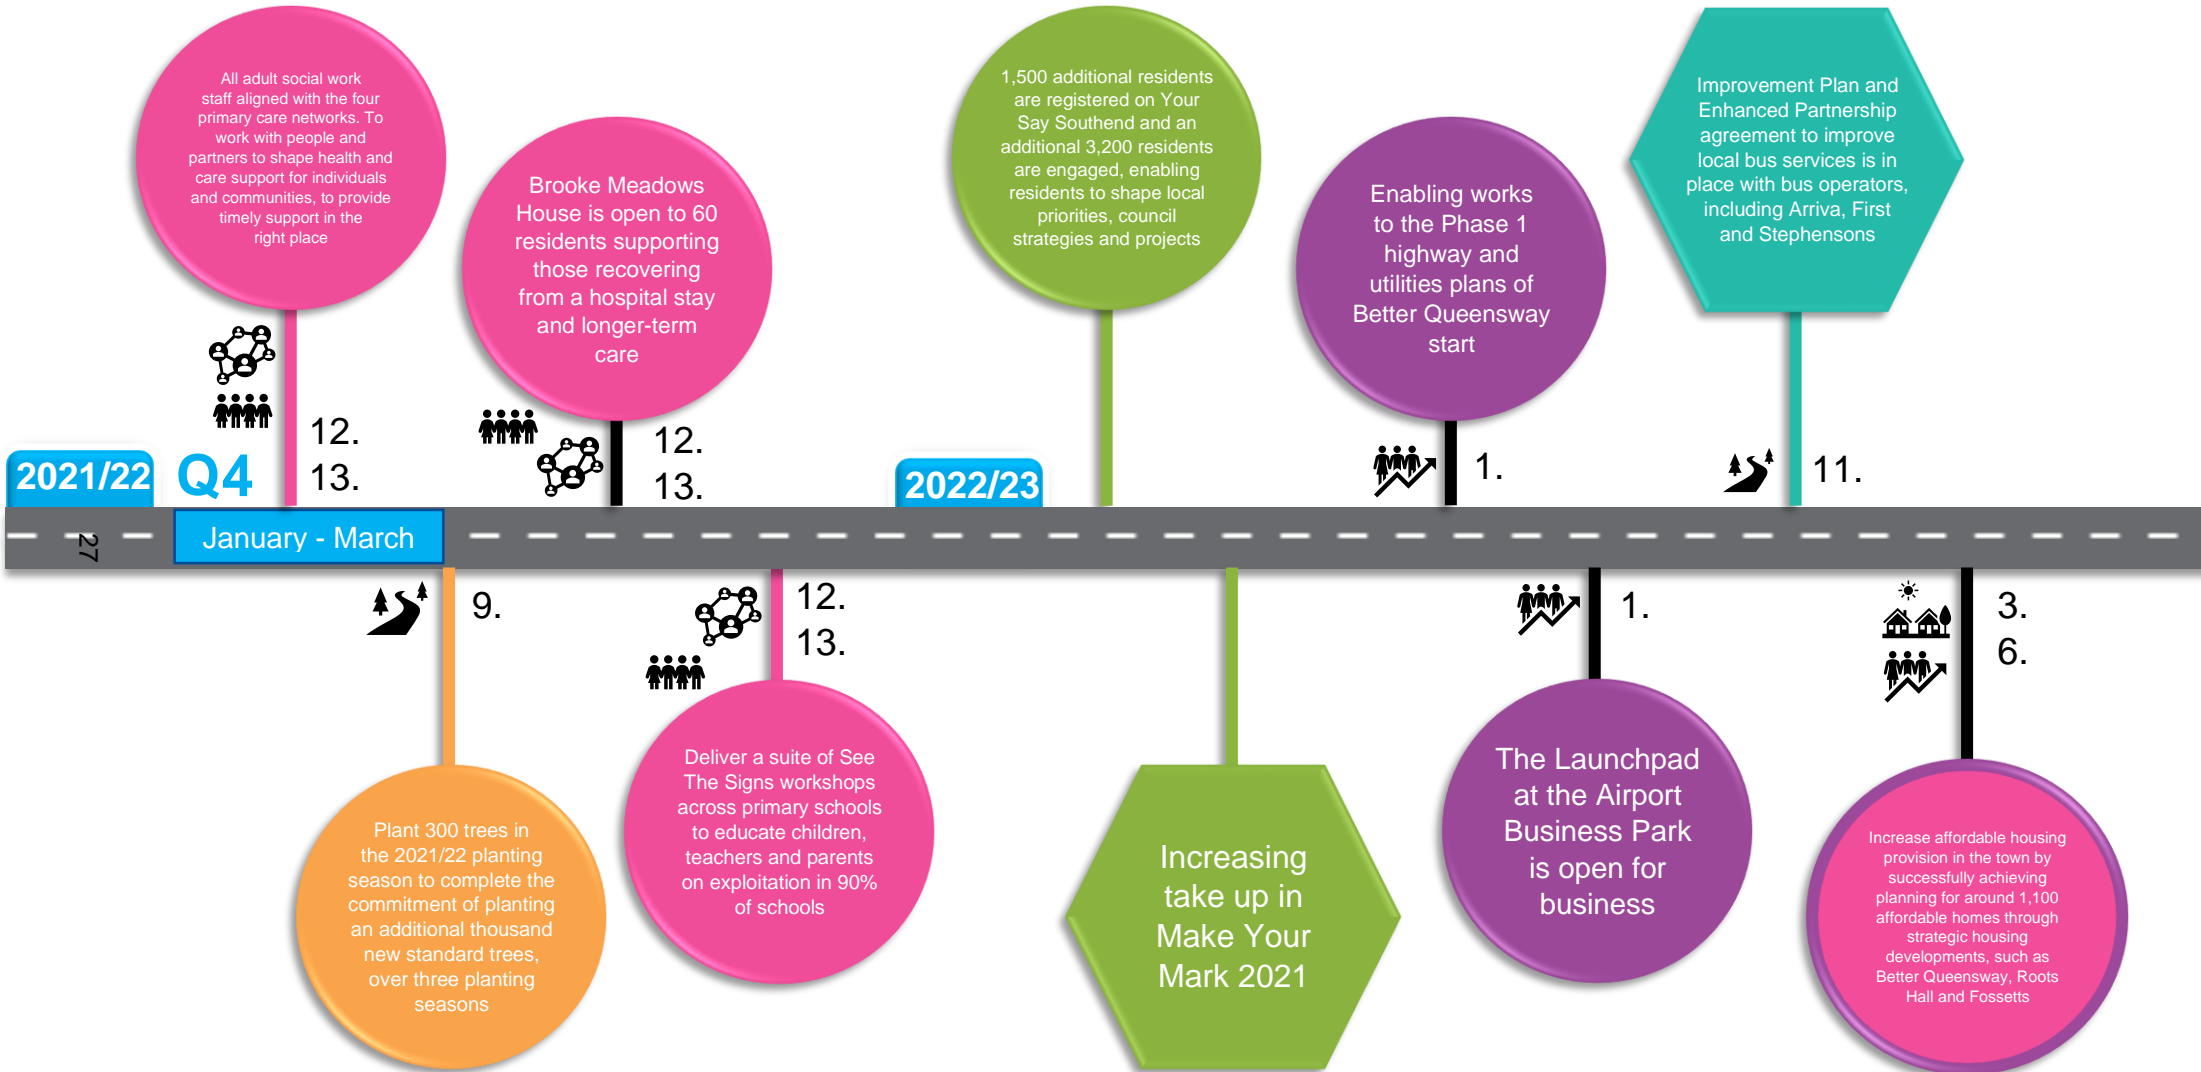 All adult social work
staff aligned with the four
primary care networks. To
work with people and
partners to shape health and
care support for individuals
and communities, to provide
timely support in the
right place
12.
13.
Brooke Meadows
House is open to 60
residents supporting
those recovering
from a hospital stay
and longer-term
care
12.
13.
1,500 additional residents
are registered on Your
Say Southend and an
additional 3,200 residents
are engaged, enabling
residents to shape local
priorities, council
strategies and projects
Enabling works
to the Phase 1
highway and
utilities plans of
Better Queensway
start
1.
Improvement Plan and
Enhanced Partnership
agreement to improve
local bus services is in
place with bus operators,
including Arriva, First
and Stephensons
11.
2021/22
Q4
2022/23
27
January - March
9.
Plant 300 trees in
the 2021/22 planting
season to complete the
commitment of planting
an additional thousand
new standard trees,
over three planting
seasons
12.
13.
Deliver a suite of See
The Signs workshops
across primary schools
to educate children,
teachers and parents
on exploitation in 90%
of schools
Increasing
take up in
Make Your
Mark 2021
1.
The Launchpad
at the Airport
Business Park
is open for
business
3.
6.
Increase affordable housing
provision in the town by
successfully achieving
planning for around 1,100
affordable homes through
strategic housing
developments, such as
Better Queensway, Roots
Hall and Fossetts